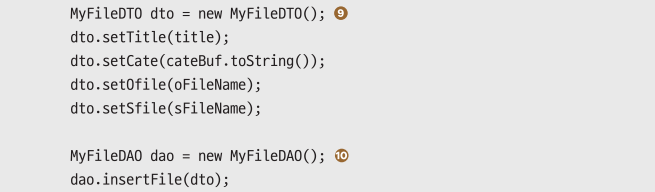 MyFileDTO dto = new MyFileDTO(); ❾
dto.setTitle(title);
dto.setCate(cateBuf.toString());
dto.setOfile(oFileName);
dto.setSfile(sFileName);
MyFileDAO dao = new MyFileDAO(); ❿
dao.insertFile(dto);